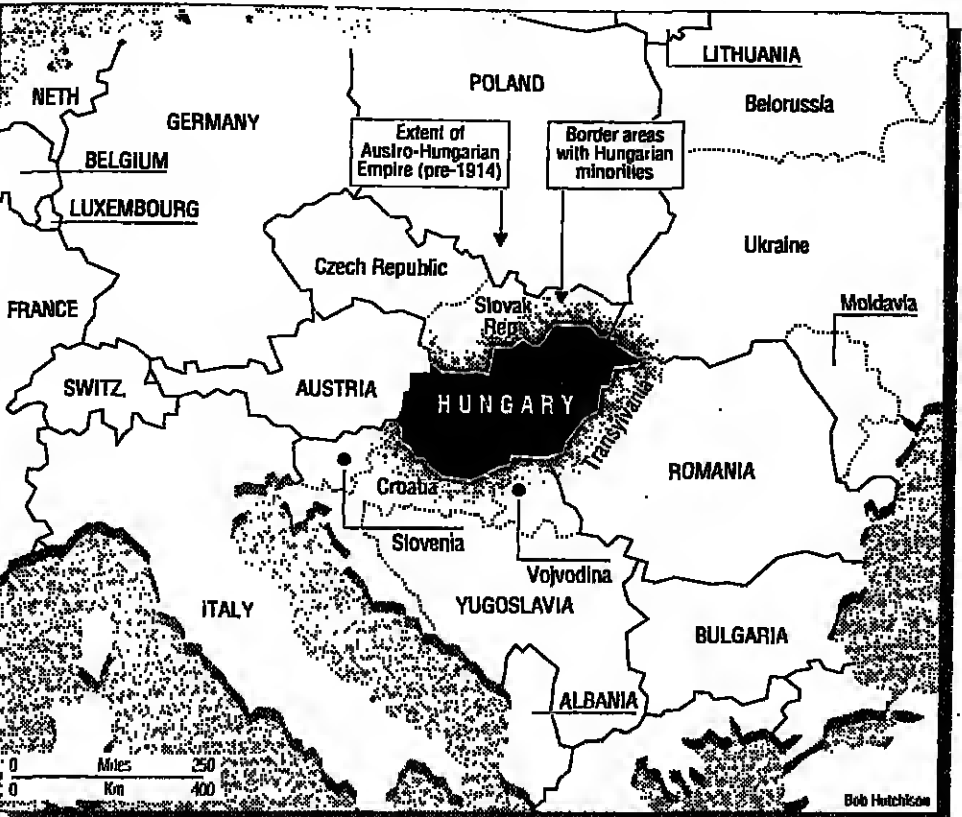 LITHUANIA
POLAND
NETH
Belorussia
GERMANY
Extent of
Austro-Hungarian
Empire (pre-1914)
Border areas
with Hungarian
minorities
BELGIUM
LUXEMBOURG
Ukraine
Czech Republic
Moldavia
FRANCE
Slovak
Rep
SWITZ.
AUSTRIA
HUNGARY
Transylvania
ROMANIA
Croatia
Slovenia
Vojvodina
ITALY
YUGOSLAVIA
BULGARIA
ALBANIA
0 Miles 250
0 Km 400
Bob Hutchison